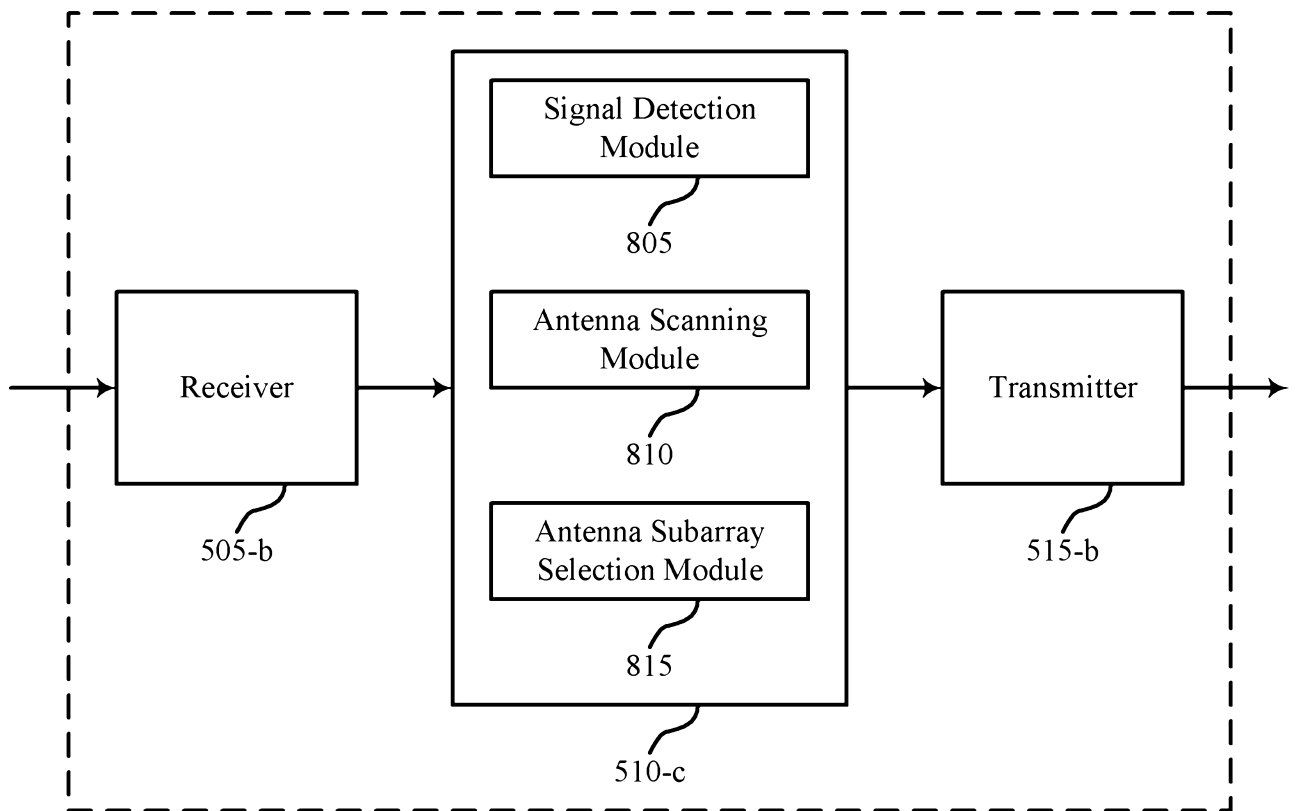 Signal Detection
Module
805
Antenna Scanning
Module
810
Antenna Subarray
Selection Module
815
510-c
Receiver
505-b
Transmitter
515-b